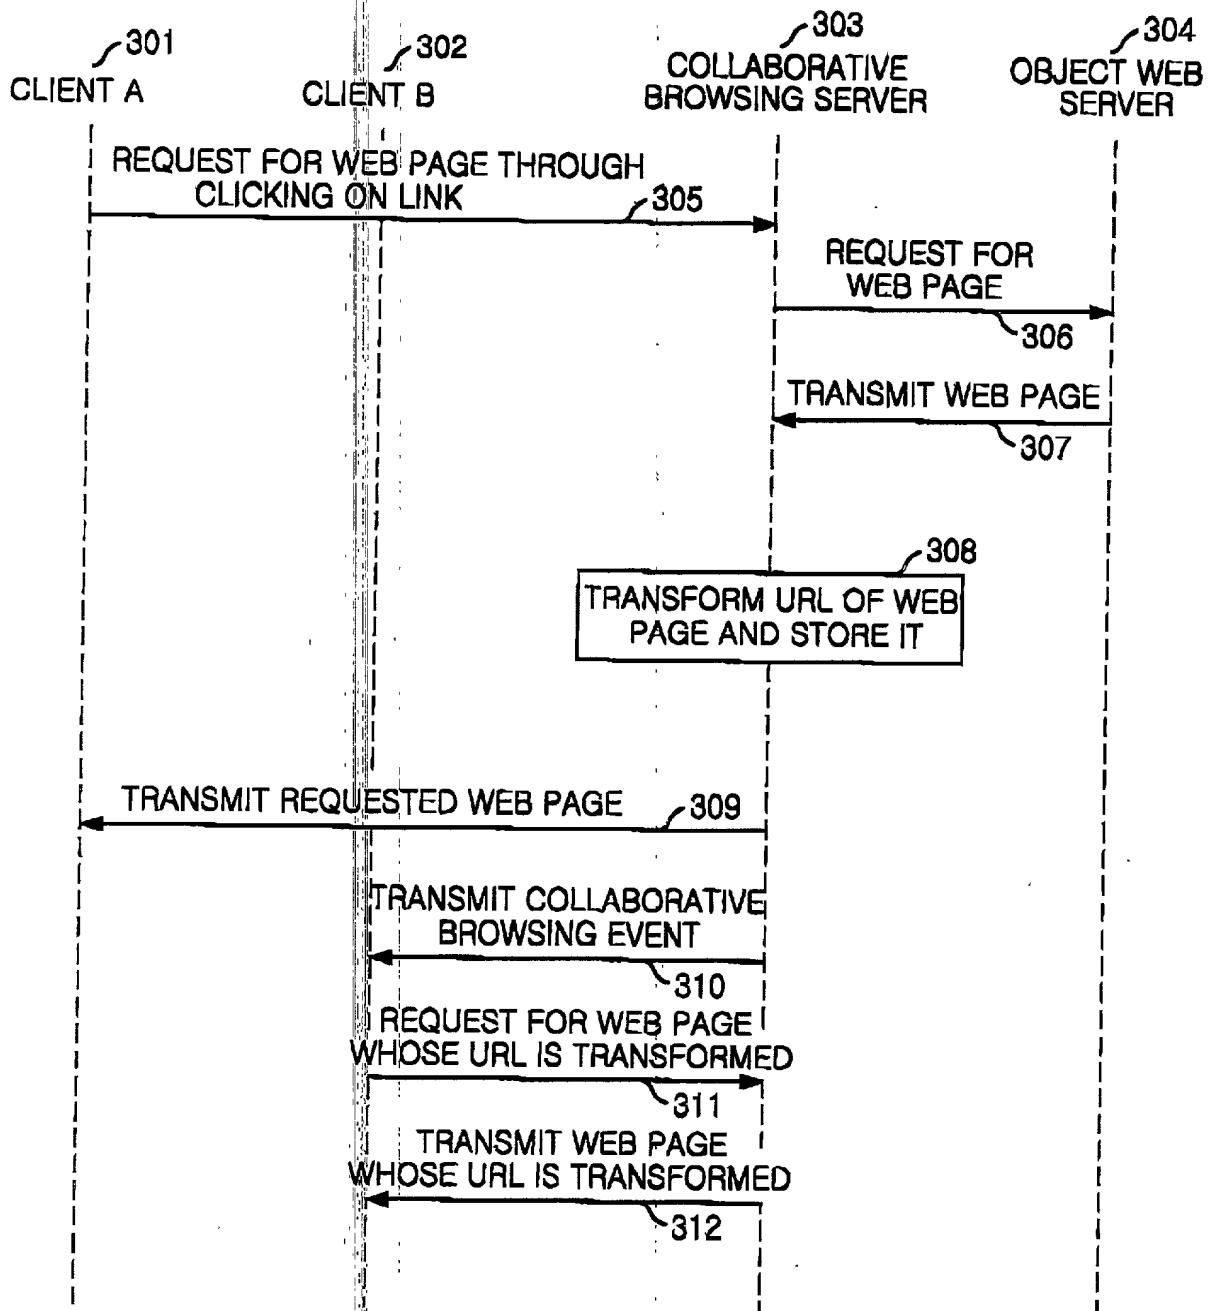 301
CLIENT A
302
CLIENT B
303
COLLABORATIVE
BROWSING SERVER
304
OBJECT WEB
SERVER
REQUEST FOR WEB PAGE THROUGH
CLICKING ON LINK
305
REQUEST FOR
WEB PAGE
306
TRANSMIT WEB PAGE
307
308
TRANSFORM URL OF WEB
PAGE AND STORE IT
TRANSMIT REQUESTED WEB PAGE
309
TRANSMIT COLLABORATIVE
BROWSING EVENT
310
REQUEST FOR WEB PAGE
WHOSE URL IS TRANSFORMED
311
TRANSMIT WEB PAGE
WHOSE URL IS TRANSFORMED
312